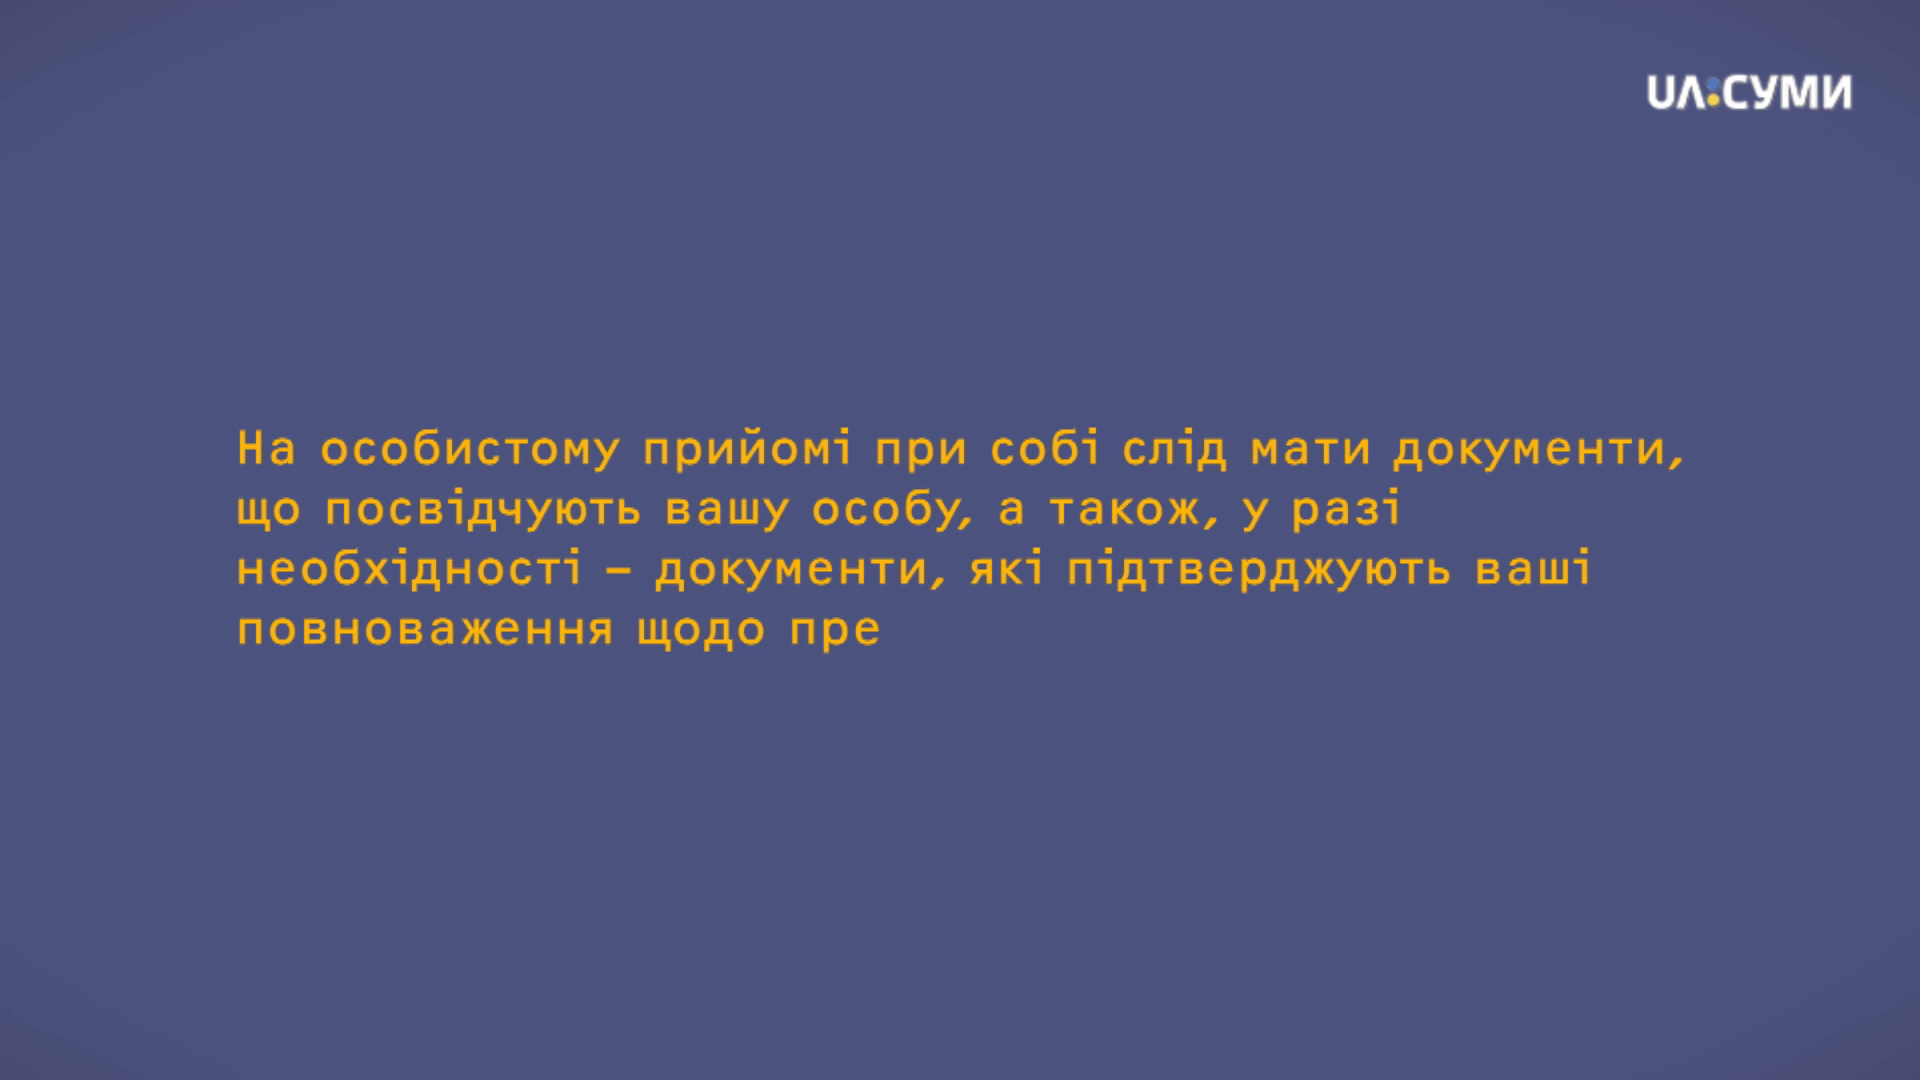 UA:СУМИ
На особистому прийомі при собі слід мати документи,
що посвідчують вашу особу, а також, у разі
необхідності – документи, які підтверджують ваші
повноваження щодо пре